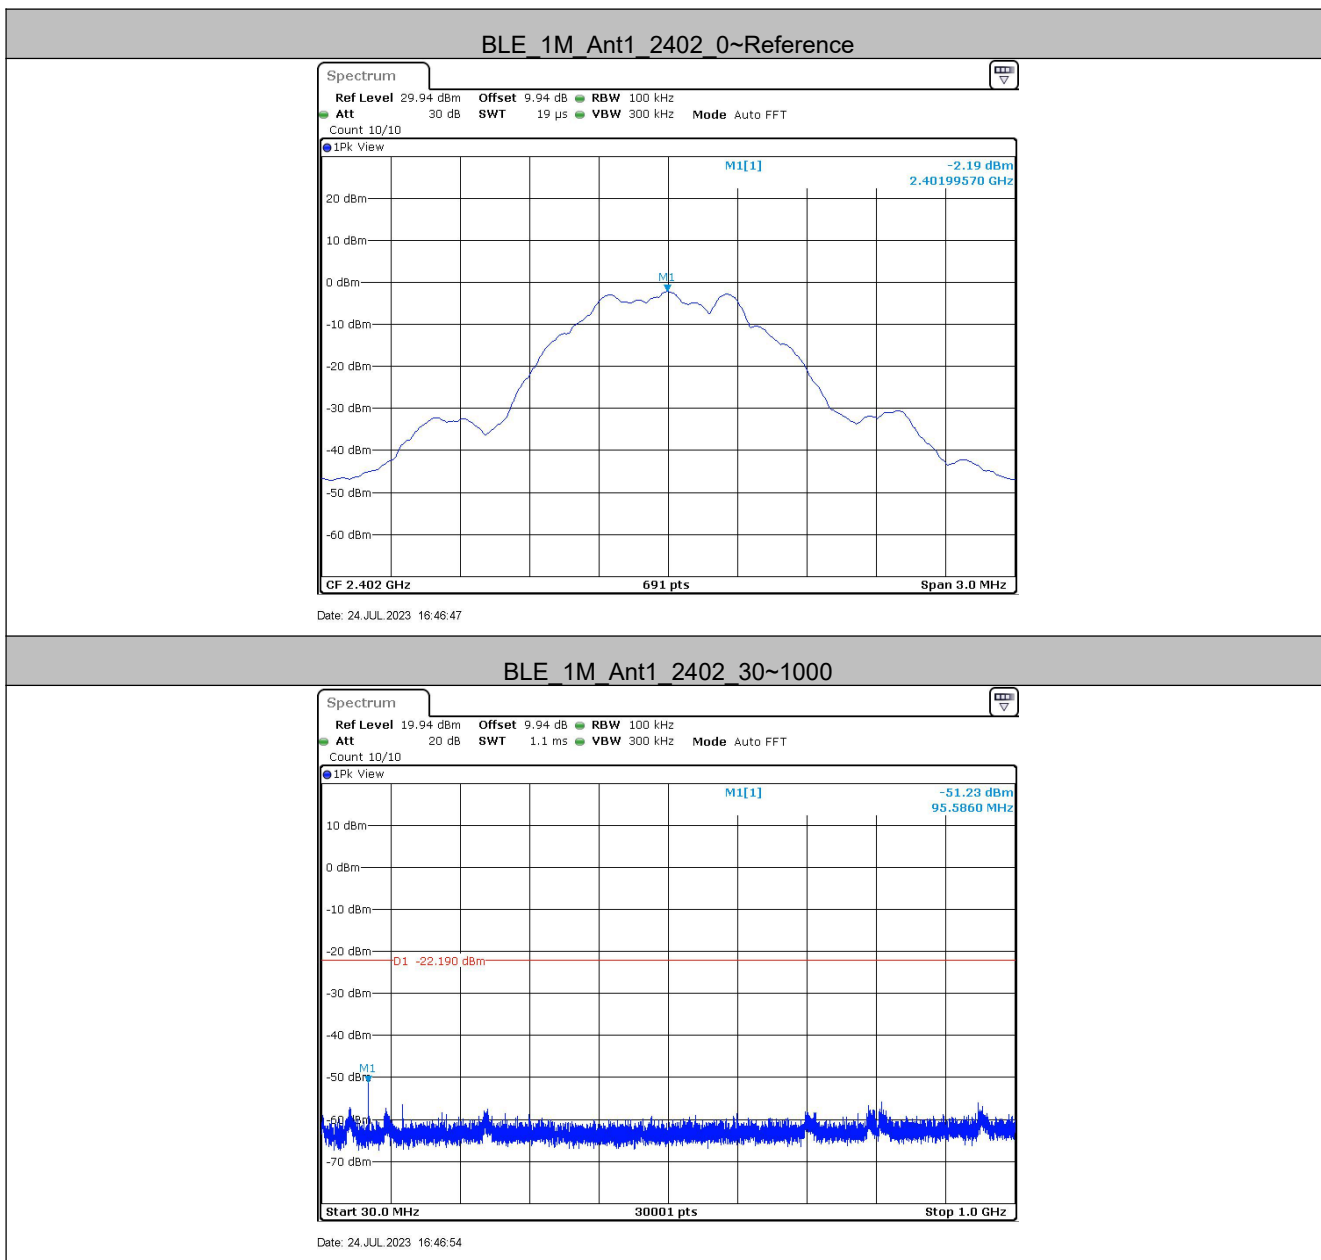 BLE_1M_Ant1_2402_0~Reference
Spectrum
Ref Level 29.94 dBm Offset 9.94 dB RBW 100 kHz
Att 30 dB SWT 19 µs VBW 300 kHz Mode Auto FFT
Count 10/10
1Pk View
M1[1] -2.19 dBm
2.40199570 GHz
20 dBm
10 dBm
M1
0 dBm
-10 dBm
-20 dBm
-30 dBm
-40 dBm
-50 dBm
-60 dBm
CF 2.402 GHz 691 pts Span 3.0 MHz
Date: 24.JUL.2023 16:46:47
BLE_1M_Ant1_2402_30~1000
Spectrum
Ref Level 19.94 dBm Offset 9.94 dB RBW 100 kHz
Att 20 dB SWT 1.1 ms VBW 300 kHz Mode Auto FFT
Count 10/10
1Pk View
M1[1] -51.23 dBm
95.5860 MHz
10 dBm
0 dBm
-10 dBm
-20 dBm
D1 -22.190 dBm
-30 dBm
-40 dBm
M1
-50 dBm
-60 dBm
-70 dBm
Start 30.0 MHz 30001 pts Stop 1.0 GHz
Date: 24.JUL.2023 16:46:54